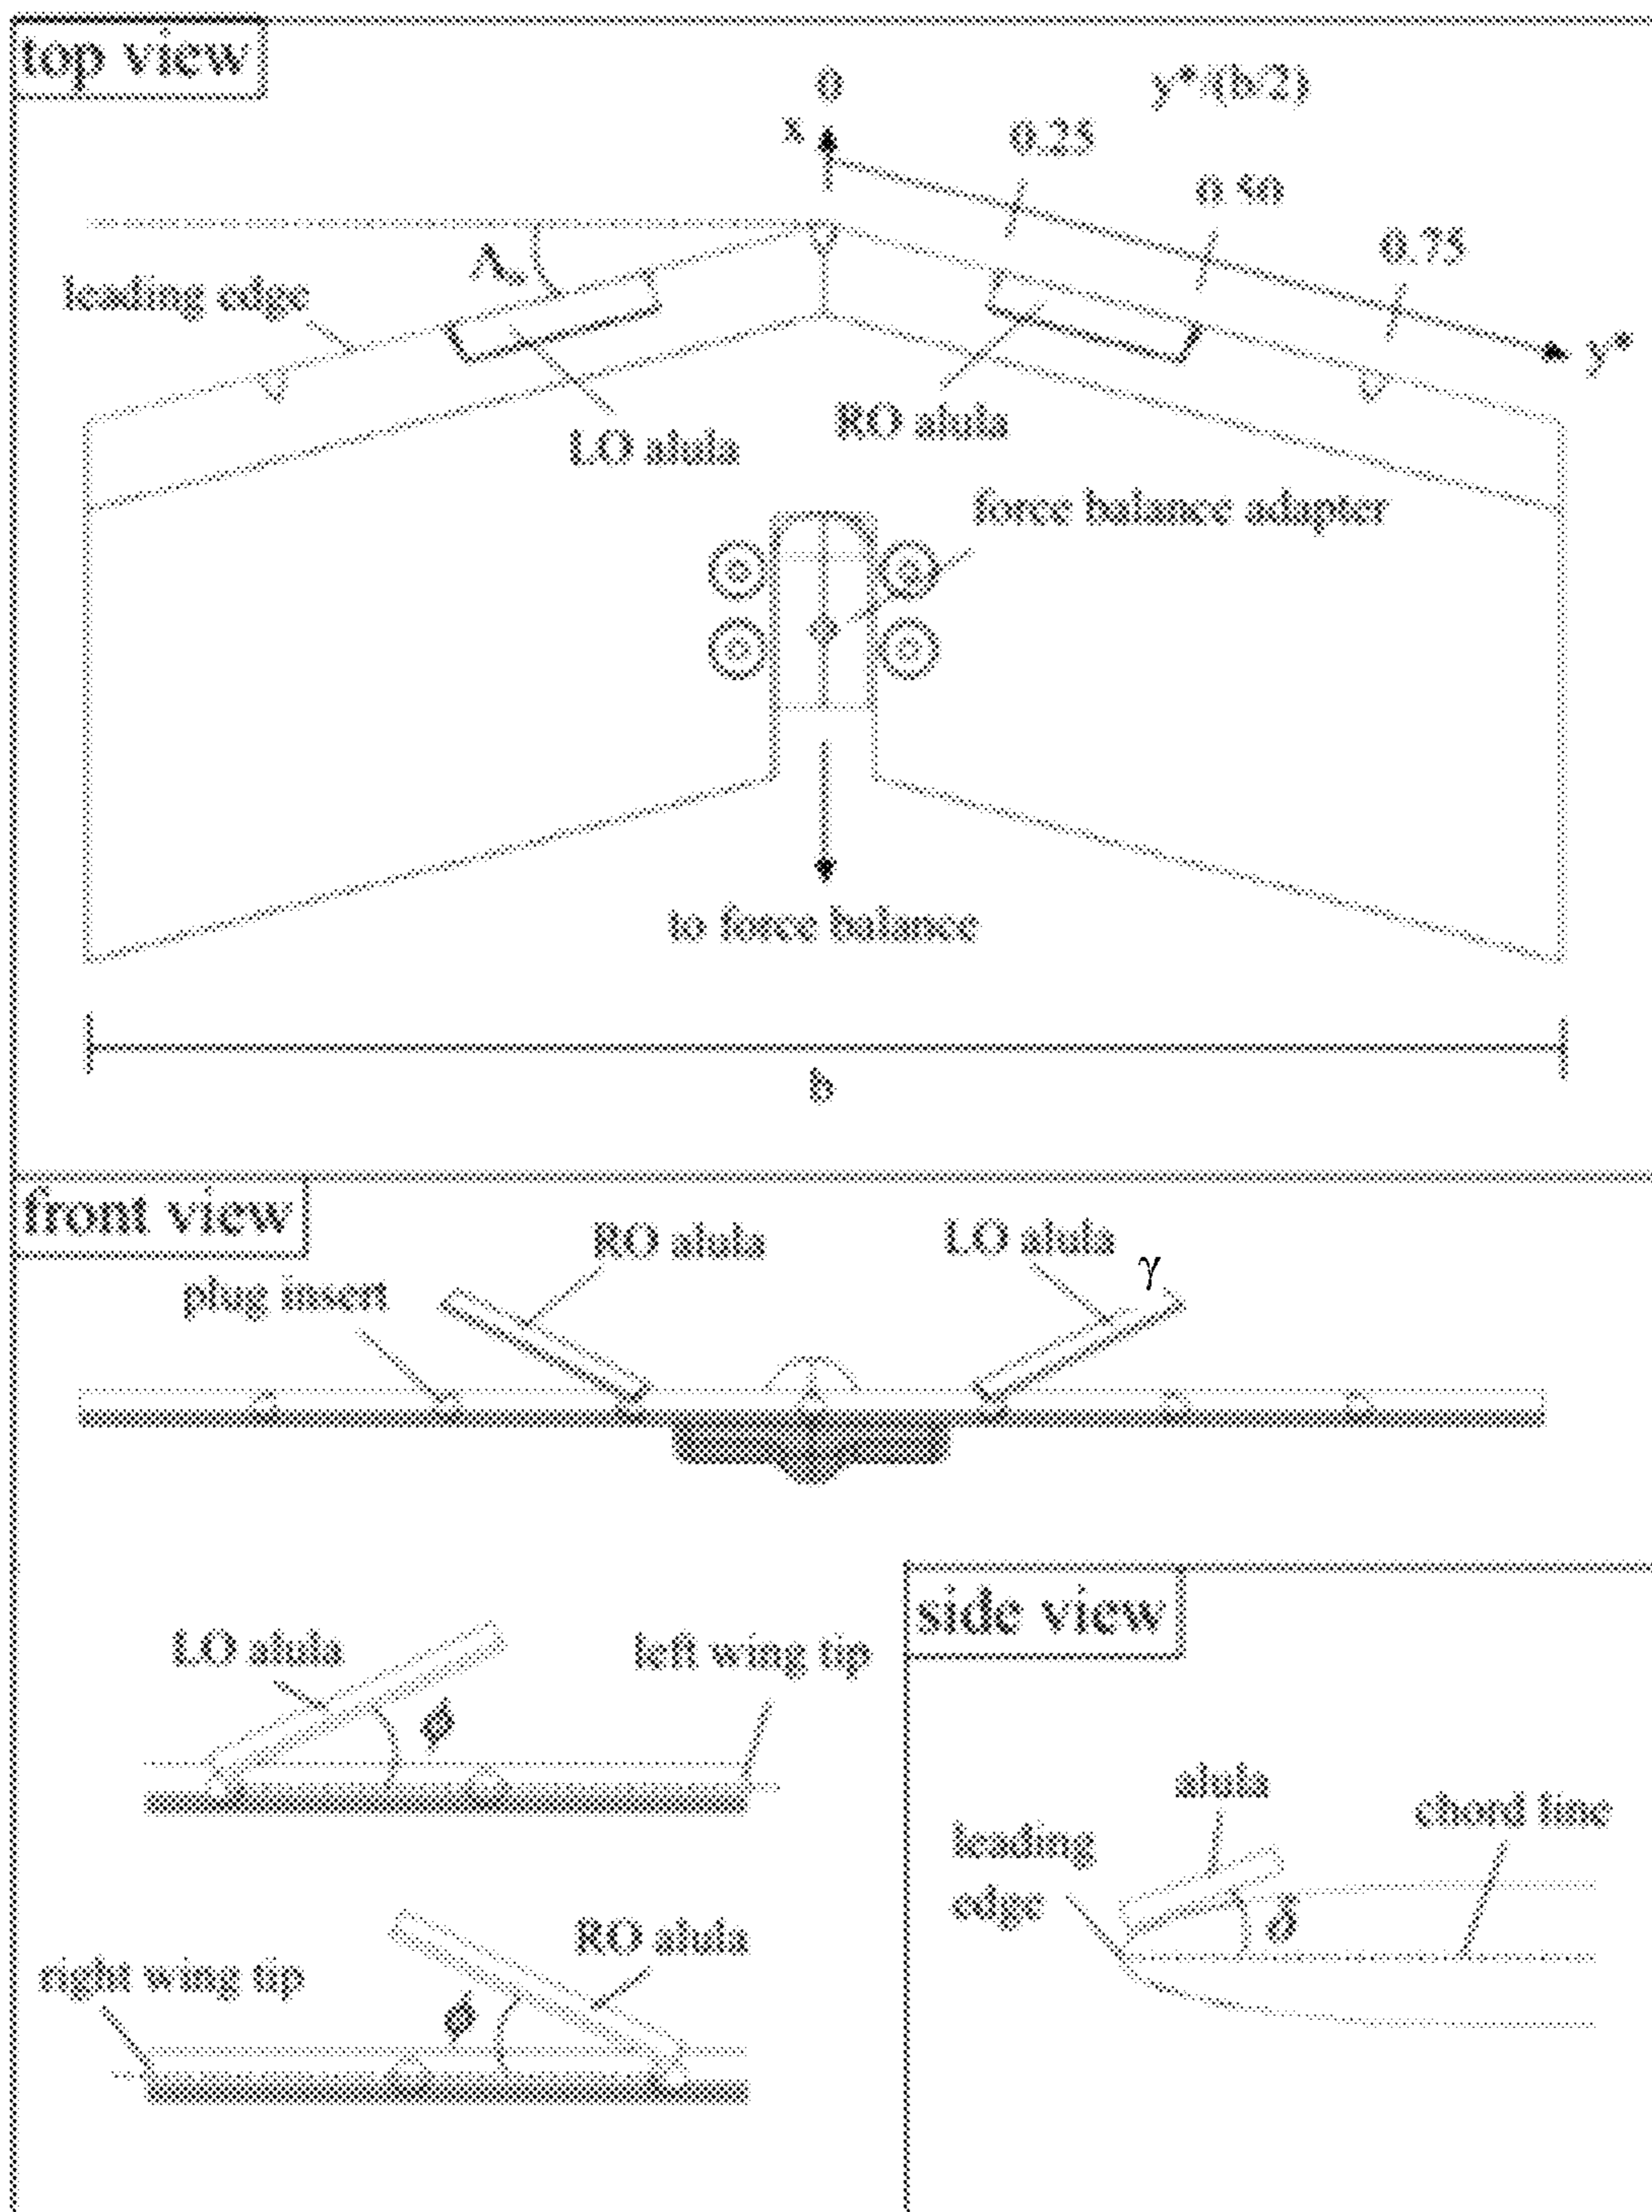 top view
0
y*/(b/2)
x
0.25
0.50
0.75
Λ
leading edge
y*
LO alula
RO alula
force balance adapter
to force balance
b
front view
RO alula
LO alula
γ
plug insert
LO alula
left wing tip
ϕ
right wing tip
RO alula
ϕ
side view
alula
chord line
leading
edge
δ